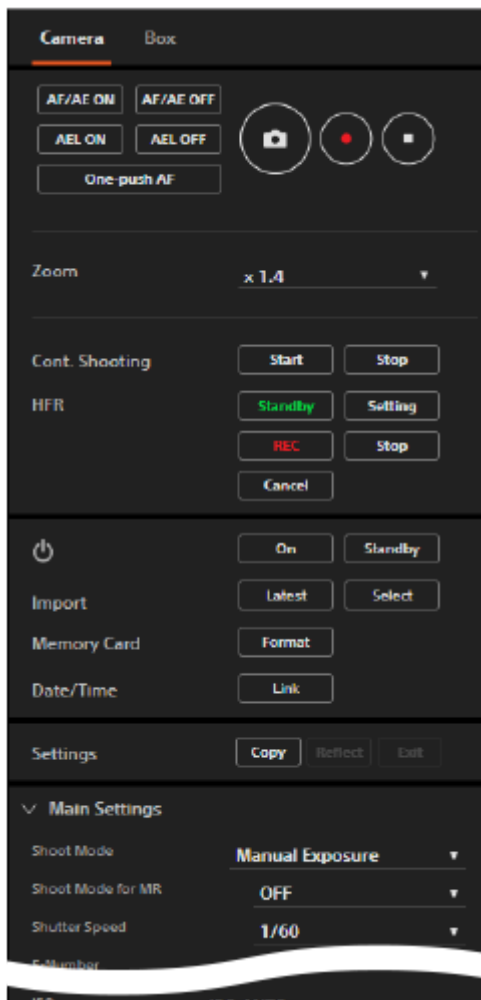 Camera Box
AF/AE ON AF/AE OFF
AEL ON AEL OFF
One-push AF
Zoom x 1.4
Cont. Shooting Start Stop
HFR Standby Setting
REC Stop
Cancel
On Standby
Import Latest Select
Memory Card Format
Date/Time Link
Settings Copy Reflect Exit
Main Settings
Shoot Mode Manual Exposure
Shoot Mode for MR OFF
Shutter Speed 1/60
F-Number